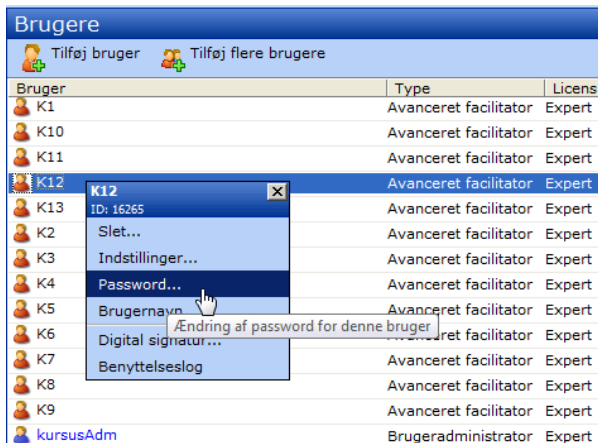 Brugere
Tilføj bruger Tilføj flere brugere
Bruger Type Licens
K1 Avanceret facilitator Expert
K10 Avanceret facilitator Expert
K11 Avanceret facilitator Expert
K12 Avanceret facilitator Expert
K13 Avanceret facilitator Expert
K2 Avanceret facilitator Expert
K3 Avanceret facilitator Expert
K4 Avanceret facilitator Expert
K5 Avanceret facilitator Expert
K6 Avanceret facilitator Expert
K7 Avanceret facilitator Expert
K8 Avanceret facilitator Expert
K9 Avanceret facilitator Expert
kursusAdm Brugeradministrator Expert
K12
ID: 16265
Slet...
Indstillinger...
Password...
Brugernavn
Ændring af password for denne bruger
Digital signatur...
Benyttelseslog